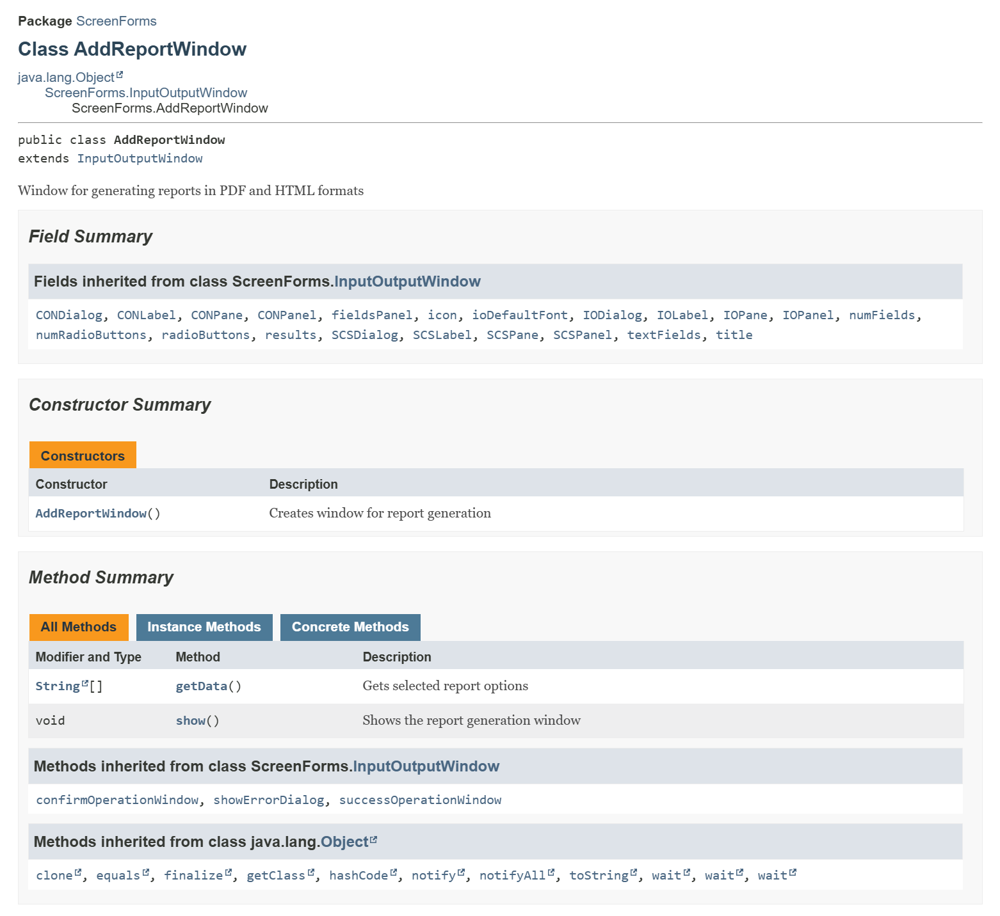 Package ScreenForms
Class AddReportWindow
java.lang.Object
ScreenForms.InputOutputWindow
ScreenForms.AddReportWindow
public class AddReportWindow
extends InputOutputWindow
Window for generating reports in PDF and HTML formats
Field Summary
Fields inherited from class ScreenForms.InputOutputWindow
CONDialog, CONLabel, CONPane, CONPanel, fieldsPanel, icon, ioDefaultFont, IODialog, IOLabel, IOPane, IOPanel, numFields,
numRadioButtons, radioButtons, results, SCSDialog, SCSLabel, SCSPane, SCSPanel, textFields, title
Constructor Summary
Constructors
Constructor Description
AddReportWindow() Creates window for report generation
Method Summary
All Methods Instance Methods Concrete Methods
Modifier and Type Method Description
String[] getData() Gets selected report options
void show() Shows the report generation window
Methods inherited from class ScreenForms.InputOutputWindow
confirmOperationWindow, showErrorDialog, successOperationWindow
Methods inherited from class java.lang.Object
clone, equals, finalize, getClass, hashCode, notify, notifyAll, toString, wait, wait, wait